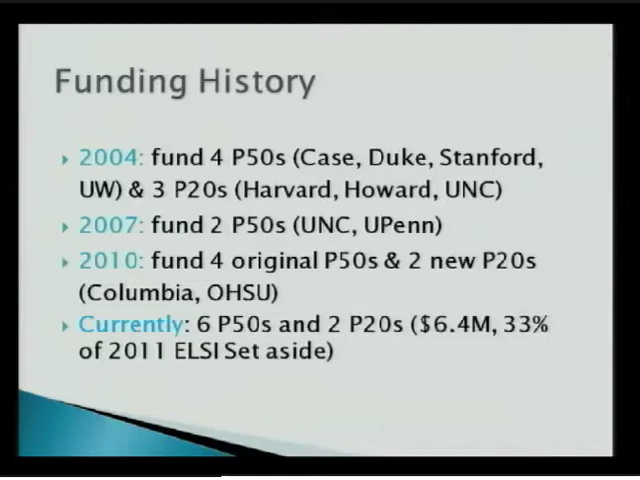 Funding History
2004: fund 4 P50s (Case, Duke, Stanford,
UW) & 3 P20s (Harvard, Howard, UNC)
2007: fund 2 P50s (UNC, UPenn)
2010: fund 4 original P50s & 2 new P20s
(Columbia, OHSU)
Currently: 6 P50s and 2 P20s ($6.4M, 33%
of 2011 ELSI Set aside)